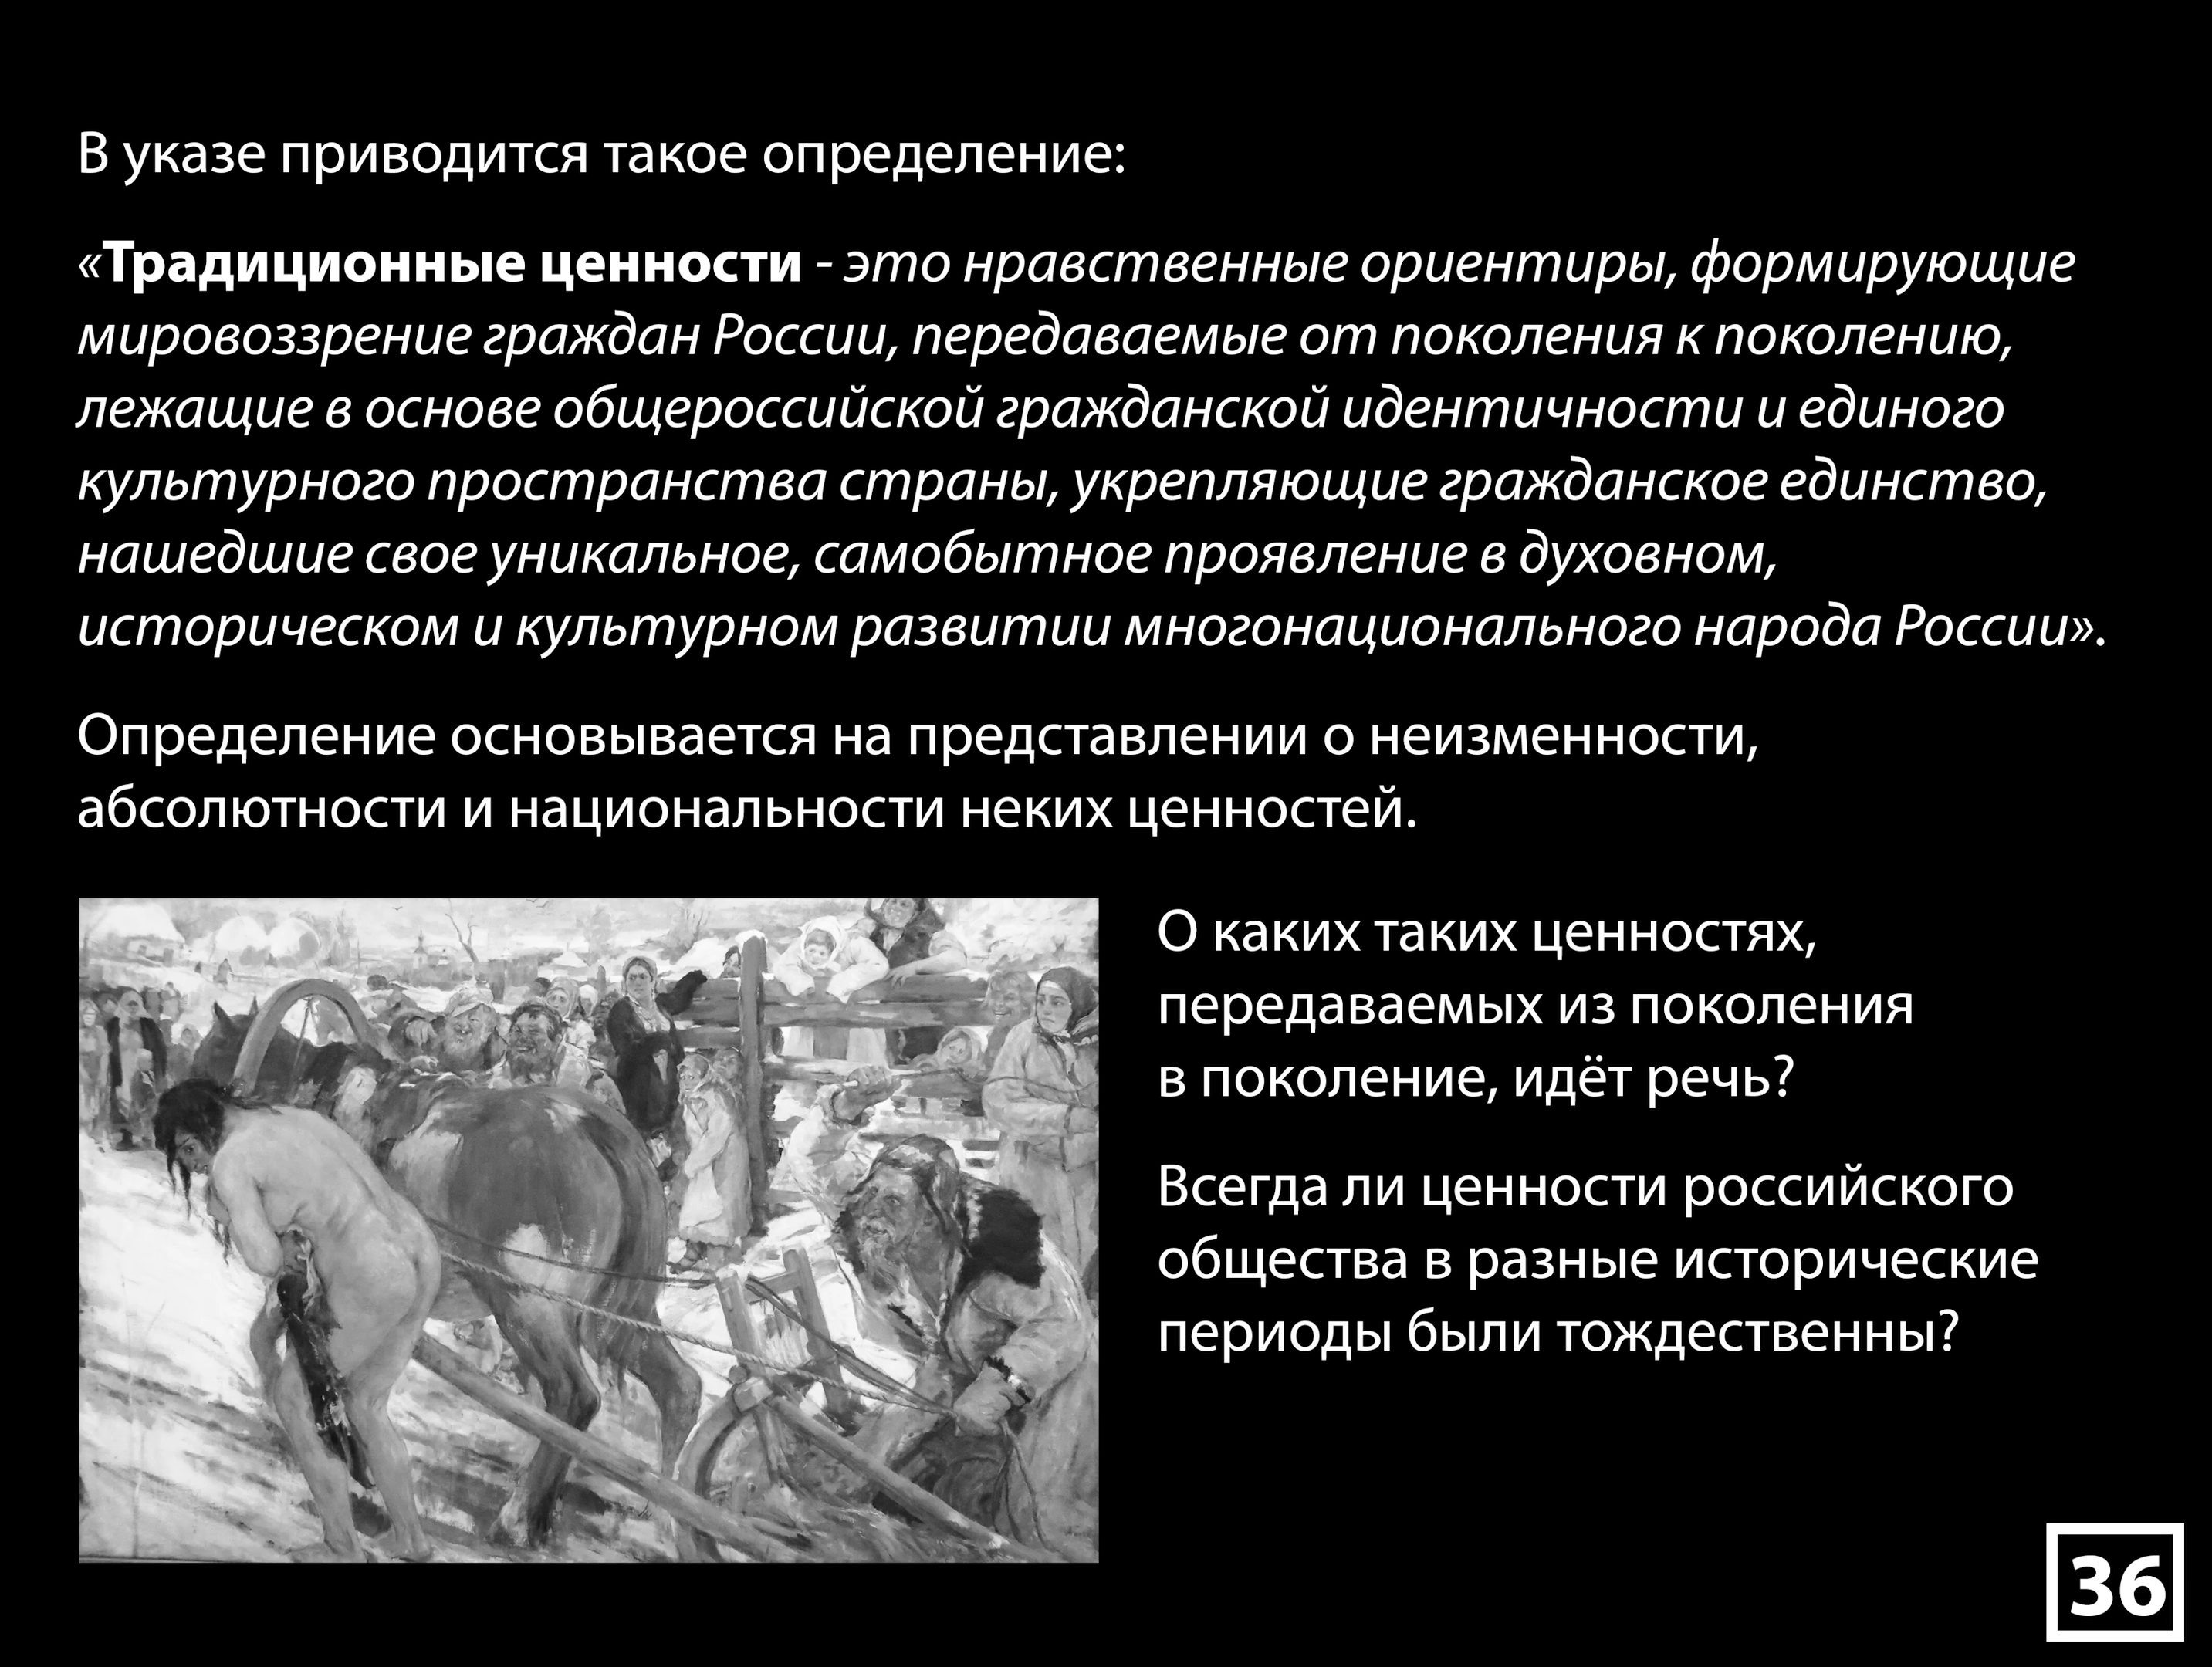 В указе приводится такое определение:
«Традиционные ценности - это нравственные ориентиры, формирующие
мировоззрение граждан России, передаваемые от поколения к поколению,
лежащие в основе общероссийской гражданской идентичности и единого
культурного пространства страны, укрепляющие гражданское единство,
нашедшие свое уникальное, самобытное проявление в духовном,
историческом и культурном развитии многонационального народа России».
Определение основывается на представлении о неизменности,
абсолютности и национальности неких ценностей.
О каких таких ценностях,
передаваемых из поколения
в поколение, идёт речь?
Всегда ли ценности российского
общества в разные исторические
периоды были тождественны?
36